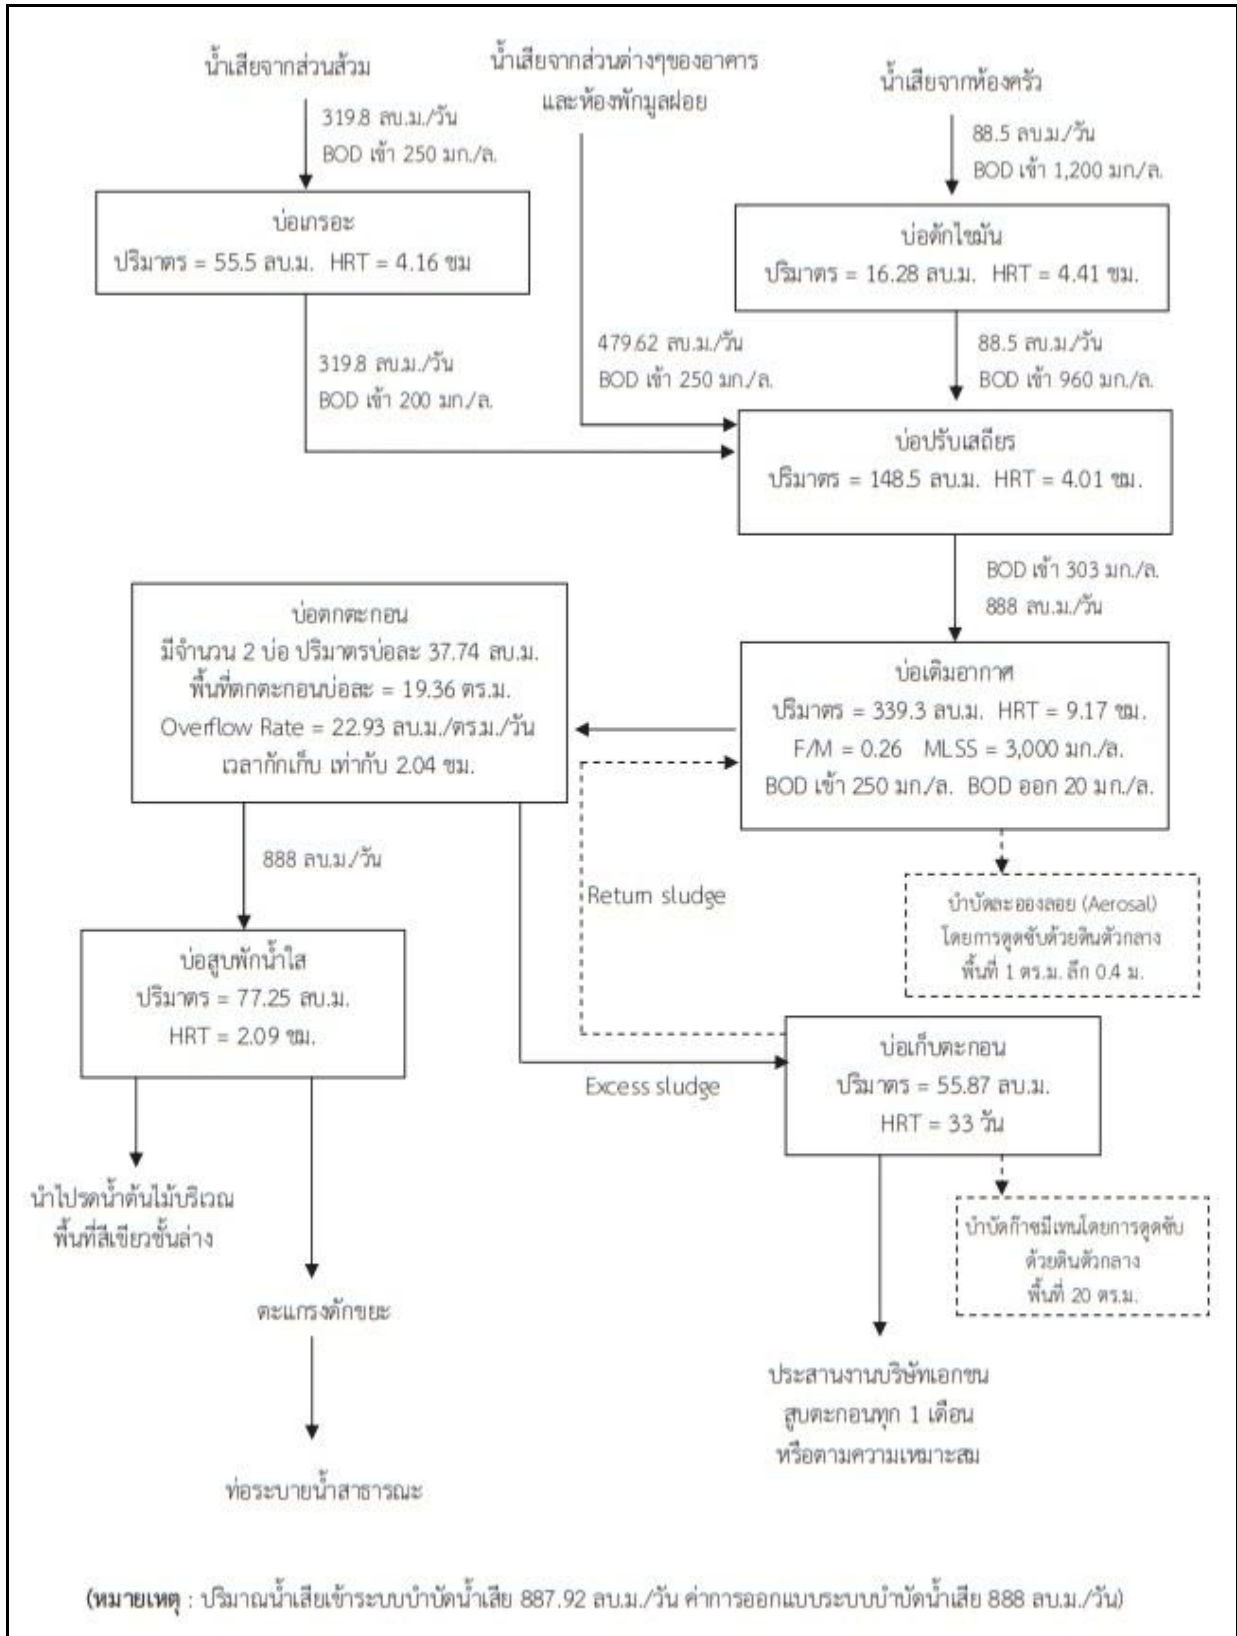 น้ำเสียจากส่วนส้วม
319.8 ลบ.ม./วัน
BOD เข้า 250 มก./ล.
น้ำเสียจากส่วนต่างๆของอาคาร
และห้องพักมูลฝอย
น้ำเสียจากห้องครัว
88.5 ลบ.ม./วัน
BOD เข้า 1,200 มก./ล.
บ่อเกรอะ
ปริมาตร = 55.5 ลบ.ม. HRT = 4.16 ชม
บ่อดักไขมัน
ปริมาตร = 16.28 ลบ.ม. HRT = 4.41 ชม.
319.8 ลบ.ม./วัน
BOD เข้า 200 มก./ล.
479.62 ลบ.ม./วัน
BOD เข้า 250 มก./ล.
88.5 ลบ.ม./วัน
BOD เข้า 960 มก./ล.
บ่อปรับเสถียร
ปริมาตร = 148.5 ลบ.ม. HRT = 4.01 ชม.
BOD เข้า 303 มก./ล.
888 ลบ.ม./วัน
บ่อตกตะกอน
มีจำนวน 2 บ่อ ปริมาตรบ่อละ 37.74 ลบ.ม.
พื้นที่ตกตะกอนบ่อละ = 19.36 ตร.ม.
Overflow Rate = 22.93 ลบ.ม./ตร.ม./วัน
เวลากักเก็บ เท่ากับ 2.04 ชม.
บ่อเติมอากาศ
ปริมาตร = 339.3 ลบ.ม. HRT = 9.17 ชม.
F/M = 0.26 MLSS = 3,000 มก./ล.
BOD เข้า 250 มก./ล. BOD ออก 20 มก./ล.
888 ลบ.ม./วัน
Return sludge
บำบัดละอองลอย (Aerosal)
โดยการดูดซับด้วยดินตัวกลาง
พื้นที่ 1 ตร.ม. ลึก 0.4 ม.
บ่อสูบพักน้ำใส
ปริมาตร = 77.25 ลบ.ม.
HRT = 2.09 ชม.
Excess sludge
บ่อเก็บตะกอน
ปริมาตร = 55.87 ลบ.ม.
HRT = 33 วัน
นำไปรดน้ำต้นไม้บริเวณ
พื้นที่สีเขียวชั้นล่าง
บำบัดก๊าซมีเทนโดยการดูดซับ
ด้วยดินตัวกลาง
พื้นที่ 20 ตร.ม.
ตะแกรงดักขยะ
ประสานงานบริษัทเอกชน
สูบตะกอนทุก 1 เดือน
หรือตามความเหมาะสม
ท่อระบายน้ำสาธารณะ
(หมายเหตุ : ปริมาณน้ำเสียเข้าระบบบำบัดน้ำเสีย 887.92 ลบ.ม./วัน ค่าการออกแบบระบบบำบัดน้ำเสีย 888 ลบ.ม./วัน)